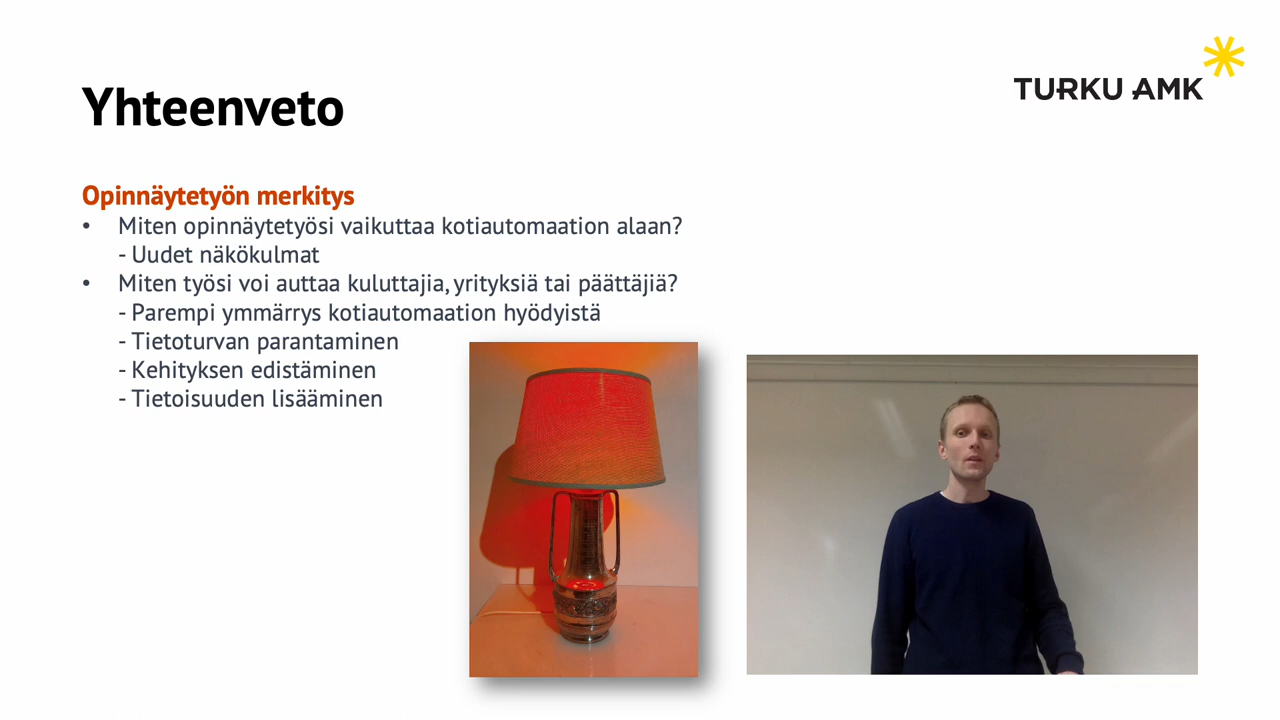 Yhteenveto
TURKU AMK
Opinnäytetyön merkitys
• Miten opinnäytetyösi vaikuttaa kotiautomaation alaan?
- Uudet näkökulmat
• Miten työsi voi auttaa kuluttajia, yrityksiä tai päättäjiä?
- Parempi ymmärrys kotiautomaation hyödyistä
- Tietoturvan parantaminen
- Kehityksen edistäminen
- Tietoisuuden lisääminen